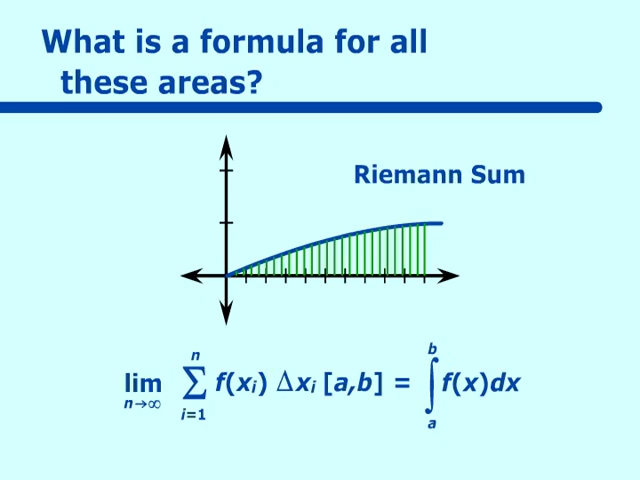 What is a formula for all
these areas?
Riemann Sum
lim n→∞ n ∑ i=1 f(xᵢ) Δxᵢ [a,b] = b ∫ a f(x)dx